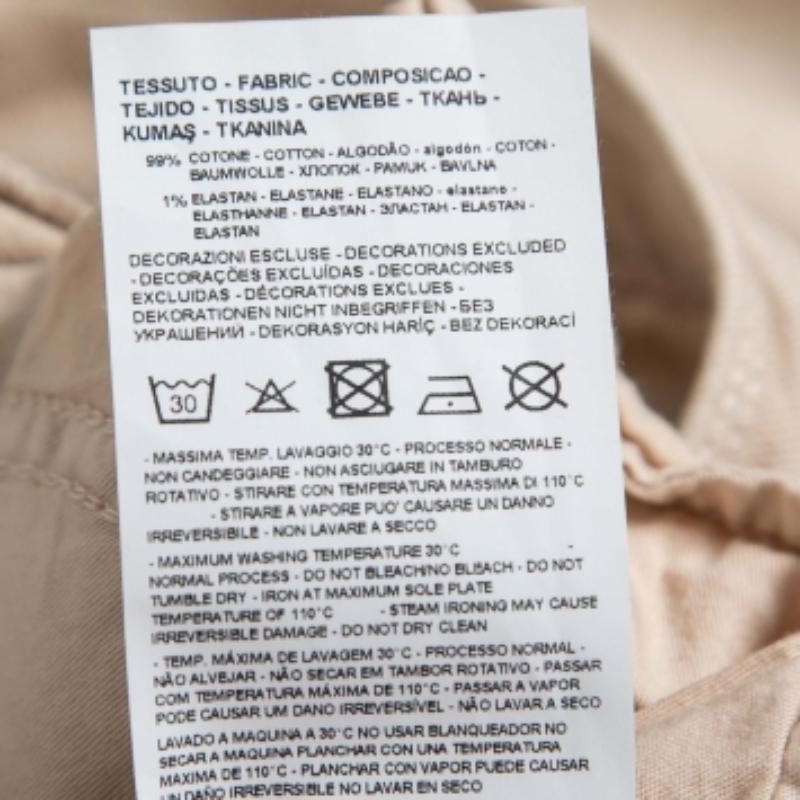 TESSUTO - FABRIC - COMPOSICAO -
TEJIDO - TISSUS - GEWEBE - ТКАНЬ -
KUMAŞ - TKANINA
99% COTONE - COTTON - ALGODÃO - algodón - COTON -
BAUMWOLLE - ХЛОПОК - PAMUK - BAVLNA
1% ELASTAN - ELASTANE - ELASTANO - elastano -
ELASTHANNE - ELASTAN - ЭЛАСТАН - ELASTAN -
ELASTAN
DECORAZIONI ESCLUSE - DECORATIONS EXCLUDED
- DECORAÇÕES EXCLUÍDAS - DECORACIONES
EXCLUIDAS - DÉCORATIONS EXCLUES -
DEKORATIONEN NICHT INBEGRIFFEN - БЕЗ
УКРАШЕНИЙ - DEKORASYON HARİÇ - BEZ DEKORACÍ
30
- MASSIMA TEMP. LAVAGGIO 30°C - PROCESSO NORMALE -
NON CANDEGGIARE - NON ASCIUGARE IN TAMBURO
ROTATIVO - STIRARE CON TEMPERATURA MASSIMA DI 110°C
- STIRARE A VAPORE PUO' CAUSARE UN DANNO
IRREVERSIBILE - NON LAVARE A SECCO
- MAXIMUM WASHING TEMPERATURE 30°C -
NORMAL PROCESS - DO NOT BLEACH/NO BLEACH - DO NOT
TUMBLE DRY - IRON AT MAXIMUM SOLE PLATE
TEMPERATURE OF 110°C - STEAM IRONING MAY CAUSE
IRREVERSIBLE DAMAGE - DO NOT DRY CLEAN
- TEMP. MÁXIMA DE LAVAGEM 30°C - PROCESSO NORMAL -
NÃO ALVEJAR - NÃO SECAR EM TAMBOR ROTATIVO - PASSAR
COM TEMPERATURA MÁXIMA DE 110°C - PASSAR A VAPOR
PODE CAUSAR UM DANO IRREVERSÍVEL - NÃO LAVAR A SECO
LAVADO A MAQUINA A 30°C NO USAR BLANQUEADOR NO
SECAR A MAQUINA PLANCHAR CON UNA TEMPERATURA
MAXIMA DE 110°C - PLANCHAR CON VAPOR PUEDE CAUSAR
UN DAÑO IRREVERSIBLE NO LAVAR EN SECO